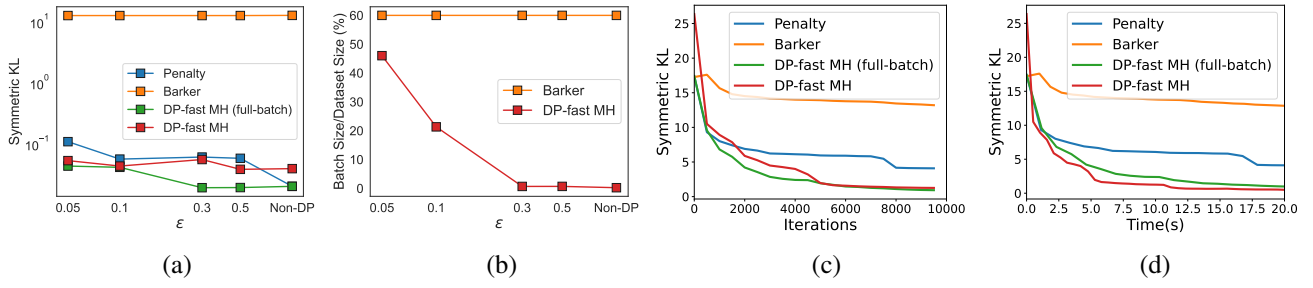 Symmetric KL
10¹
10⁰
10⁻¹
0.05
0.1
0.3
0.5
Non-DP
ε
Penalty
Barker
DP-fast MH (full-batch)
DP-fast MH
(a)
Batch Size/Dataset Size (%)
60
50
40
30
20
10
0
0.05
0.1
0.3
0.5
Non-DP
ε
Barker
DP-fast MH
(b)
Symmetric KL
25
20
15
10
5
0
0
2000
4000
6000
8000
10000
Iterations
Penalty
Barker
DP-fast MH (full-batch)
DP-fast MH
(c)
Symmetric KL
25
20
15
10
5
0
0.0
2.5
5.0
7.5
10.0
12.5
15.0
17.5
20.0
Time(s)
Penalty
Barker
DP-fast MH (full-batch)
DP-fast MH
(d)